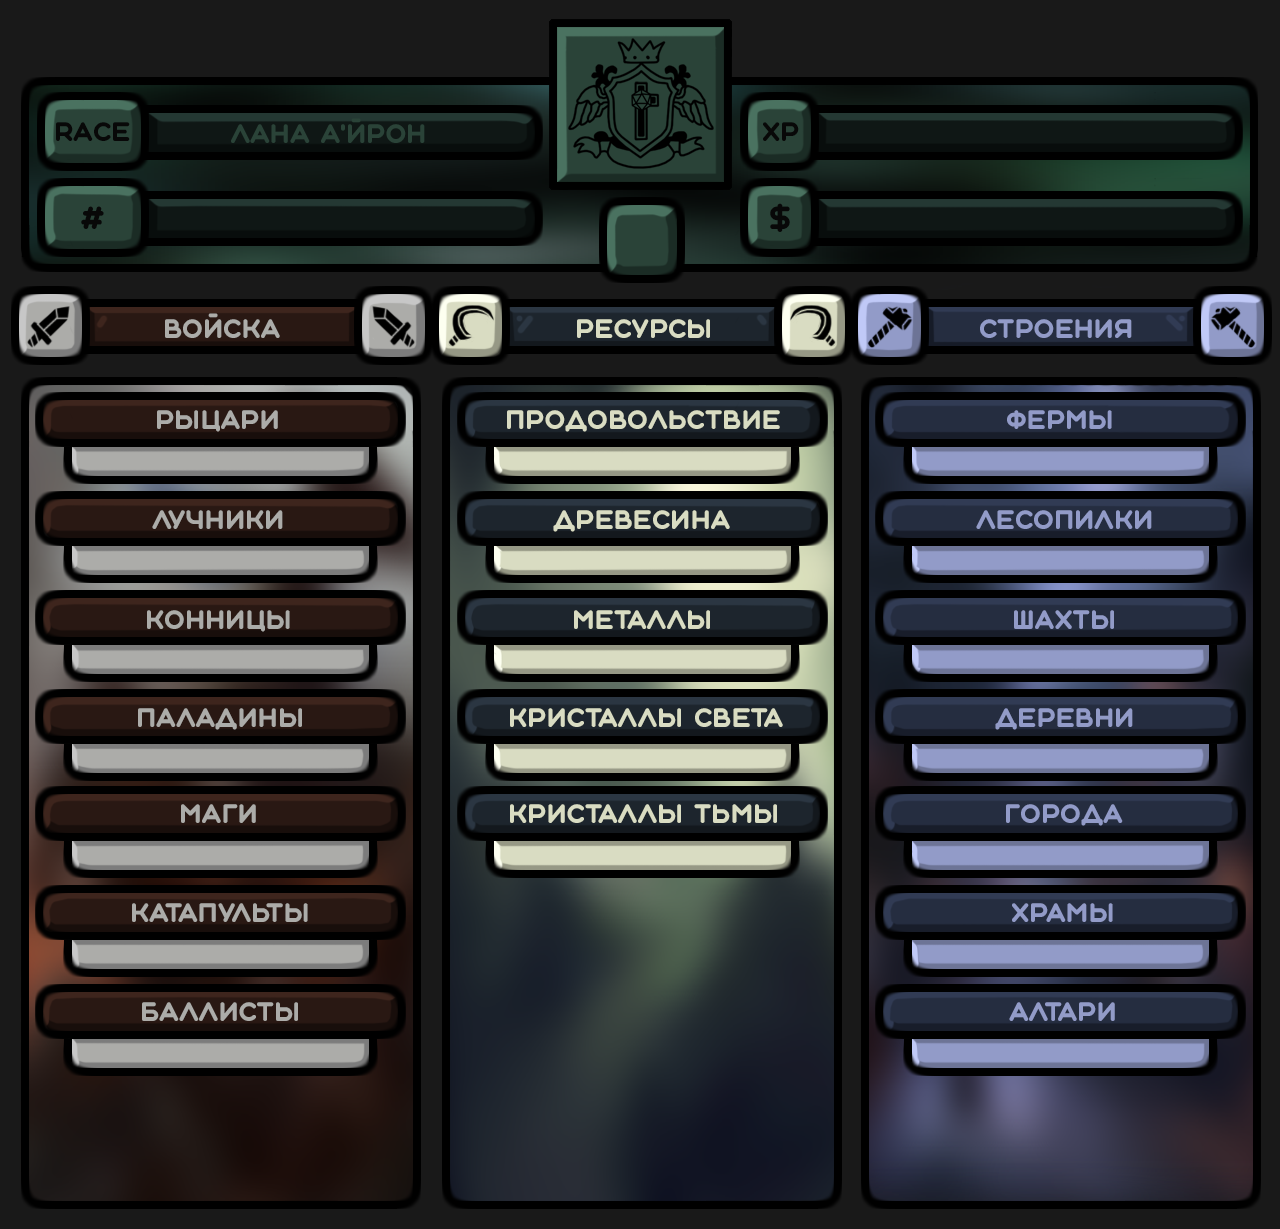 RACE
ЛАНА А'ЙРОН
XP
#
$
ВОЙСКА
РЕСУРСЫ
СТРОЕНИЯ
РЫЦАРИ
ЛУЧНИКИ
КОННИЦЫ
ПАЛАДИНЫ
МАГИ
КАТАПУЛЬТЫ
БАЛЛИСТЫ
ПРОДОВОЛЬСТВИЕ
ДРЕВЕСИНА
МЕТАЛЛЫ
КРИСТАЛЛЫ СВЕТА
КРИСТАЛЛЫ ТЬМЫ
ФЕРМЫ
ЛЕСОПИЛКИ
ШАХТЫ
ДЕРЕВНИ
ГОРОДА
ХРАМЫ
АЛТАРИ